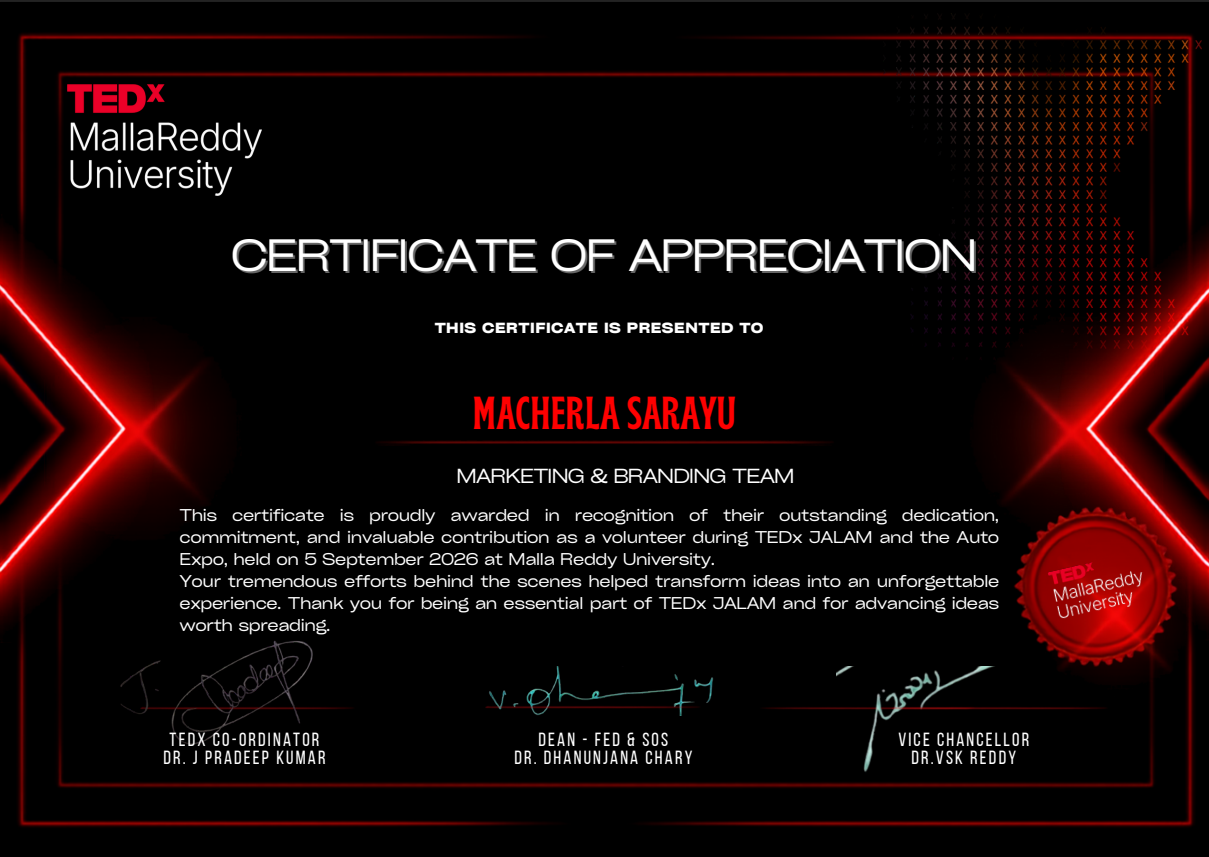 TEDx
MallaReddy
University
CERTIFICATE OF APPRECIATION
THIS CERTIFICATE IS PRESENTED TO
MACHERLA SARAYU
MARKETING & BRANDING TEAM
This certificate is proudly awarded in recognition of their outstanding dedication,
commitment, and invaluable contribution as a volunteer during TEDx JALAM and the Auto
Expo, held on 5 September 2026 at Malla Reddy University.
Your tremendous efforts behind the scenes helped transform ideas into an unforgettable
experience. Thank you for being an essential part of TEDx JALAM and for advancing ideas
worth spreading.
TEDx
MallaReddy
University
TEDX CO-ORDINATOR
DR. J PRADEEP KUMAR
DEAN - FED & SOS
DR. DHANUNJANA CHARY
VICE CHANCELLOR
DR.VSK REDDY